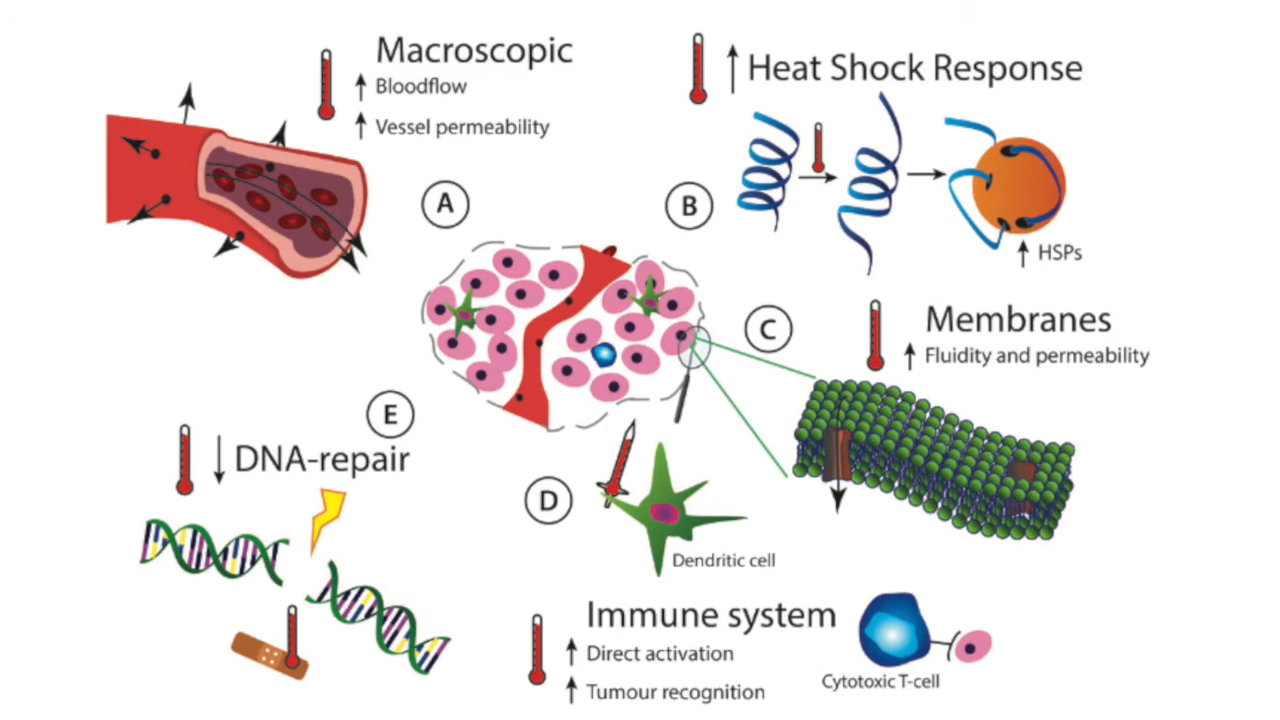 Macroscopic
Bloodflow
Vessel permeability
A
Heat Shock Response
B
HSPs
C
Membranes
Fluidity and permeability
E
DNA-repair
D
Dendritic cell
Immune system
Direct activation
Tumour recognition
Cytotoxic T-cell